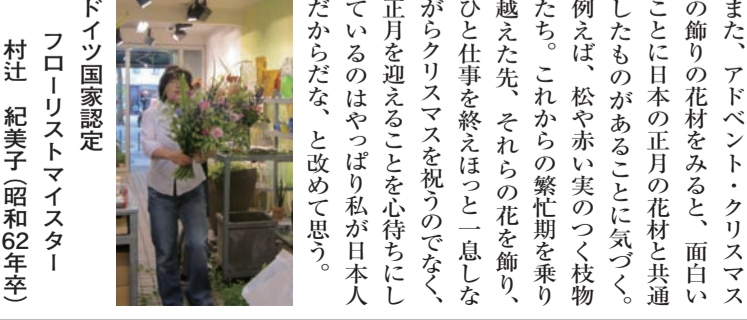 また、アドベント・クリスマス
の飾りの花材をみると、面白い
ことに日本の正月の花材と共通
したものがあることに気づく。
例えば、松や赤い実のつく枝物
たち。これからの繁忙期を乗り
越えた先、それらの花を飾り、
ひと仕事を終えほっと一息しな
がらクリスマスを祝うのでなく、
正月を迎えることを心待ちにし
ているのはやっぱり私が日本人
だからだな、と改めて思う。
ドイツ国家認定
フローリストマイスター
村辻 紀美子(昭和62年卒)